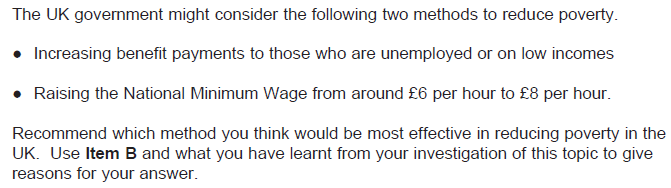 The UK government might consider the following two methods to reduce poverty.
● Increasing benefit payments to those who are unemployed or on low incomes
● Raising the National Minimum Wage from around £6 per hour to £8 per hour.
Recommend which method you think would be most effective in reducing poverty in the
UK. Use Item B and what you have learnt from your investigation of this topic to give
reasons for your answer.